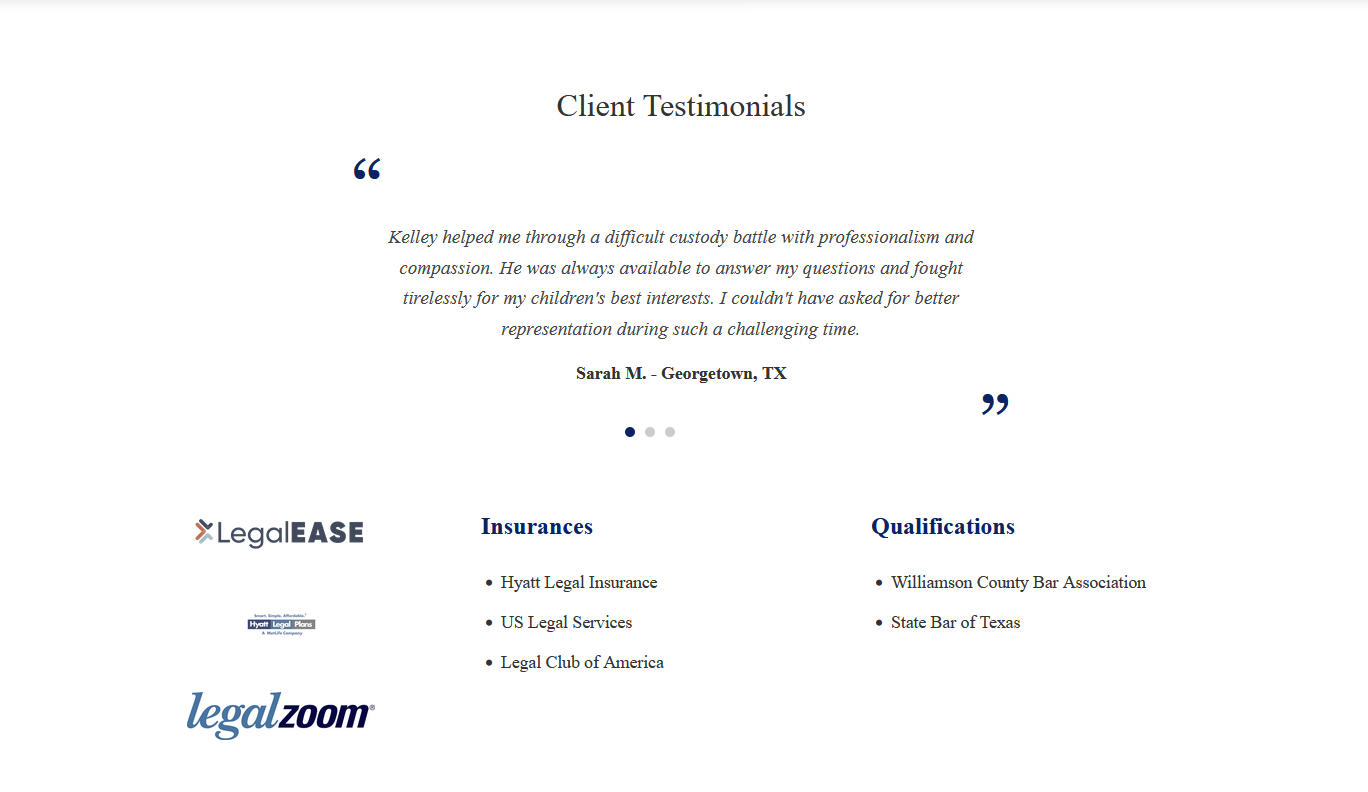 Client Testimonials
“
Kelley helped me through a difficult custody battle with professionalism and
compassion. He was always available to answer my questions and fought
tirelessly for my children's best interests. I couldn't have asked for better
representation during such a challenging time.
Sarah M. - Georgetown, TX
”
LegalEASE
Smart. Simple. Affordable.®
Hyatt Legal Plans
A MetLife Company
legalzoom®
Insurances
• Hyatt Legal Insurance
• US Legal Services
• Legal Club of America
Qualifications
• Williamson County Bar Association
• State Bar of Texas